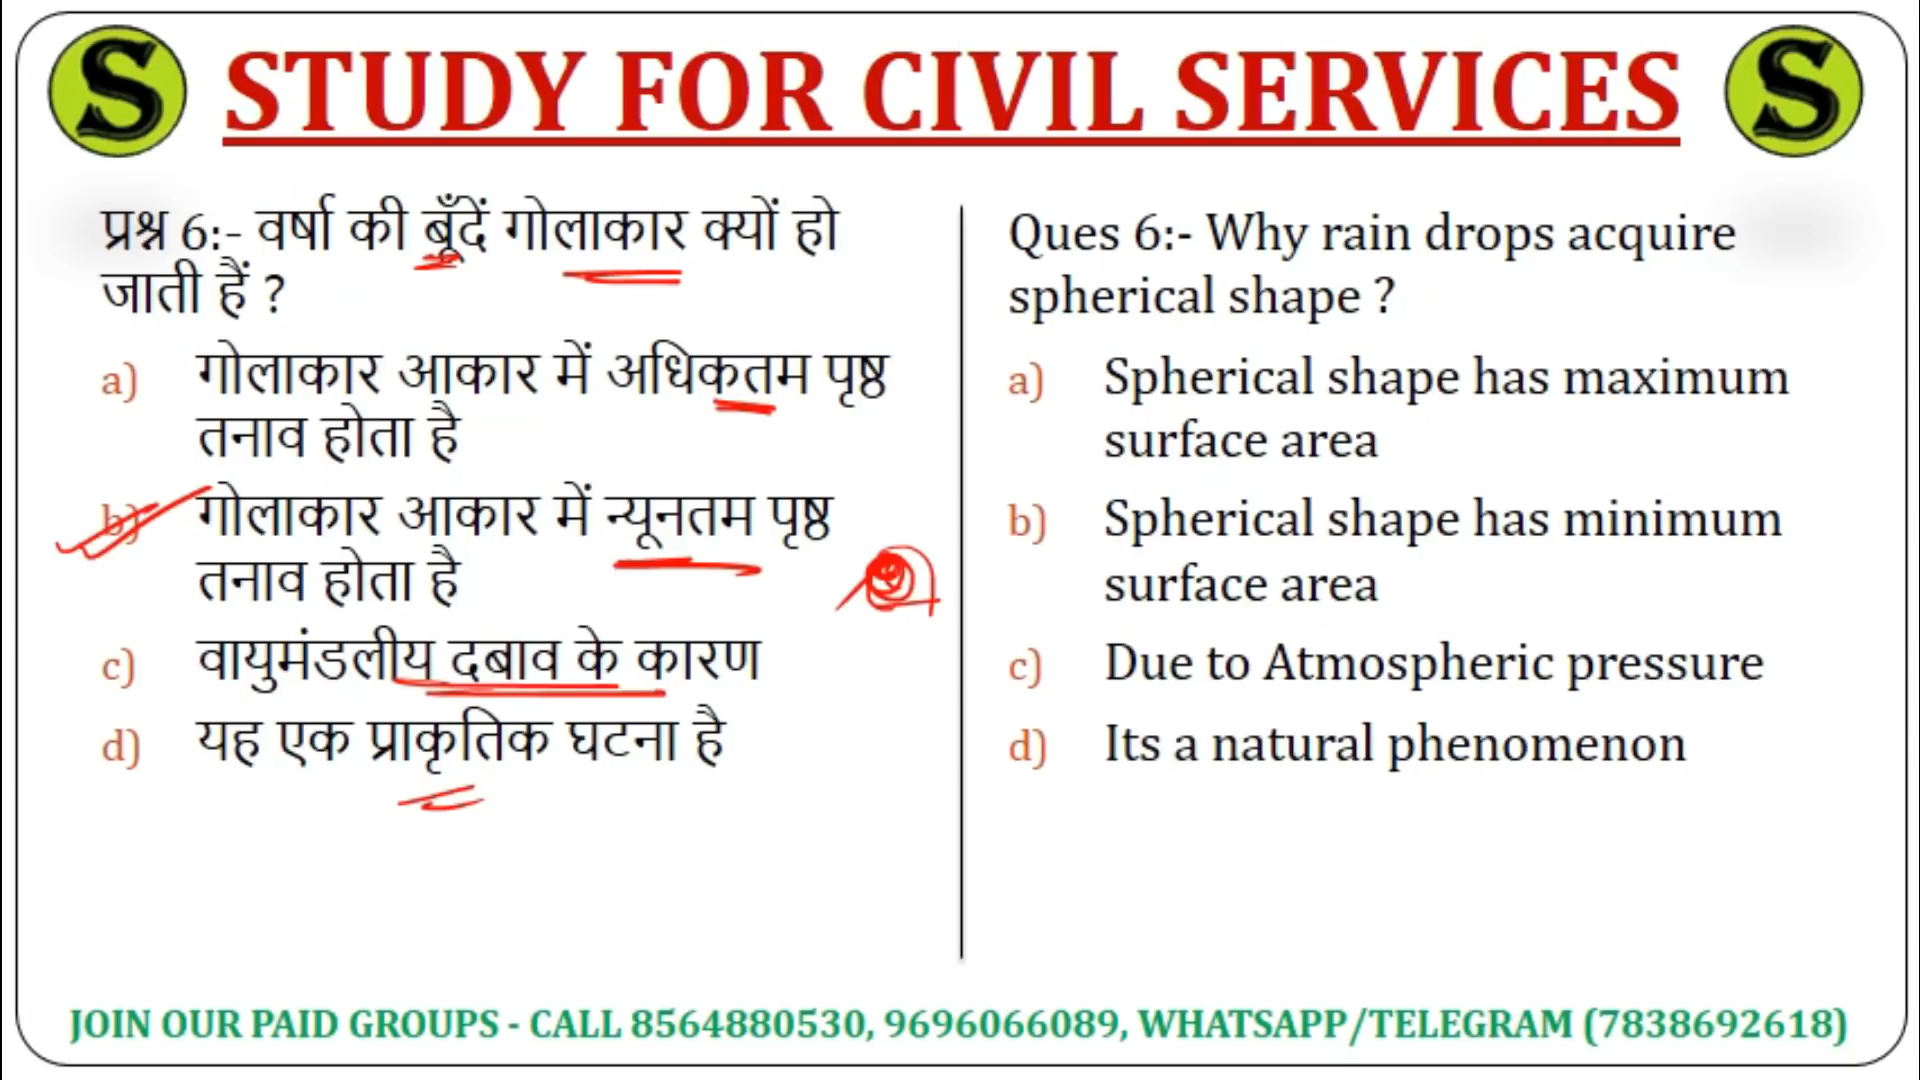 S STUDY FOR CIVIL SERVICES S
प्रश्न 6:- वर्षा की बूँदें गोलाकार क्यों हो
जाती हैं ?
a) गोलाकार आकार में अधिकतम पृष्ठ
तनाव होता है
b) गोलाकार आकार में न्यूनतम पृष्ठ
तनाव होता है
c) वायुमंडलीय दबाव के कारण
d) यह एक प्राकृतिक घटना है
Ques 6:- Why rain drops acquire
spherical shape ?
a) Spherical shape has maximum
surface area
b) Spherical shape has minimum
surface area
c) Due to Atmospheric pressure
d) Its a natural phenomenon
JOIN OUR PAID GROUPS - CALL 8564880530, 9696066089, WHATSAPP/TELEGRAM (7838692618)